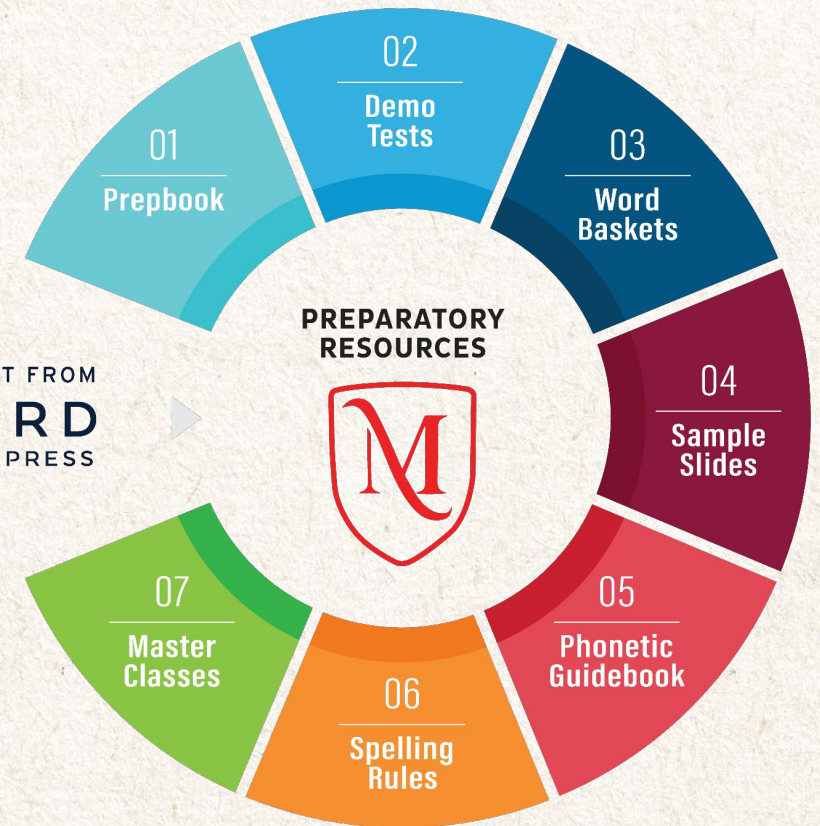 01
Prepbook
02
Demo
Tests
03
Word
Baskets
04
Sample
Slides
05
Phonetic
Guidebook
06
Spelling
Rules
07
Master
Classes
PREPARATORY
RESOURCES
M
FROM
PRESS